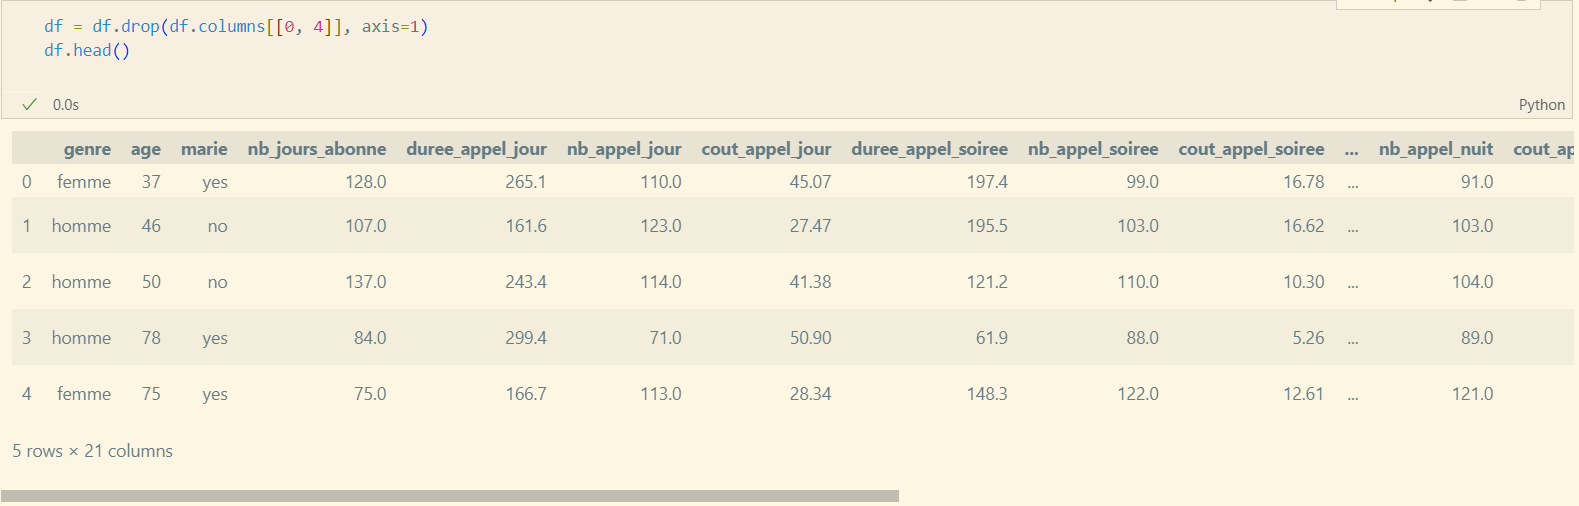 df = df.drop(df.columns[[0, 4]], axis=1)
df.head()
0.0s
Python
genre age marie nb_jours_abonne duree_appel_jour nb_appel_jour cout_appel_jour duree_appel_soiree nb_appel_soiree cout_appel_soiree ... nb_appel_nuit cout_ap
0 femme 37 yes 128.0 265.1 110.0 45.07 197.4 99.0 16.78 ... 91.0
1 homme 46 no 107.0 161.6 123.0 27.47 195.5 103.0 16.62 ... 103.0
2 homme 50 no 137.0 243.4 114.0 41.38 121.2 110.0 10.30 ... 104.0
3 homme 78 yes 84.0 299.4 71.0 50.90 61.9 88.0 5.26 ... 89.0
4 femme 75 yes 75.0 166.7 113.0 28.34 148.3 122.0 12.61 ... 121.0
5 rows × 21 columns